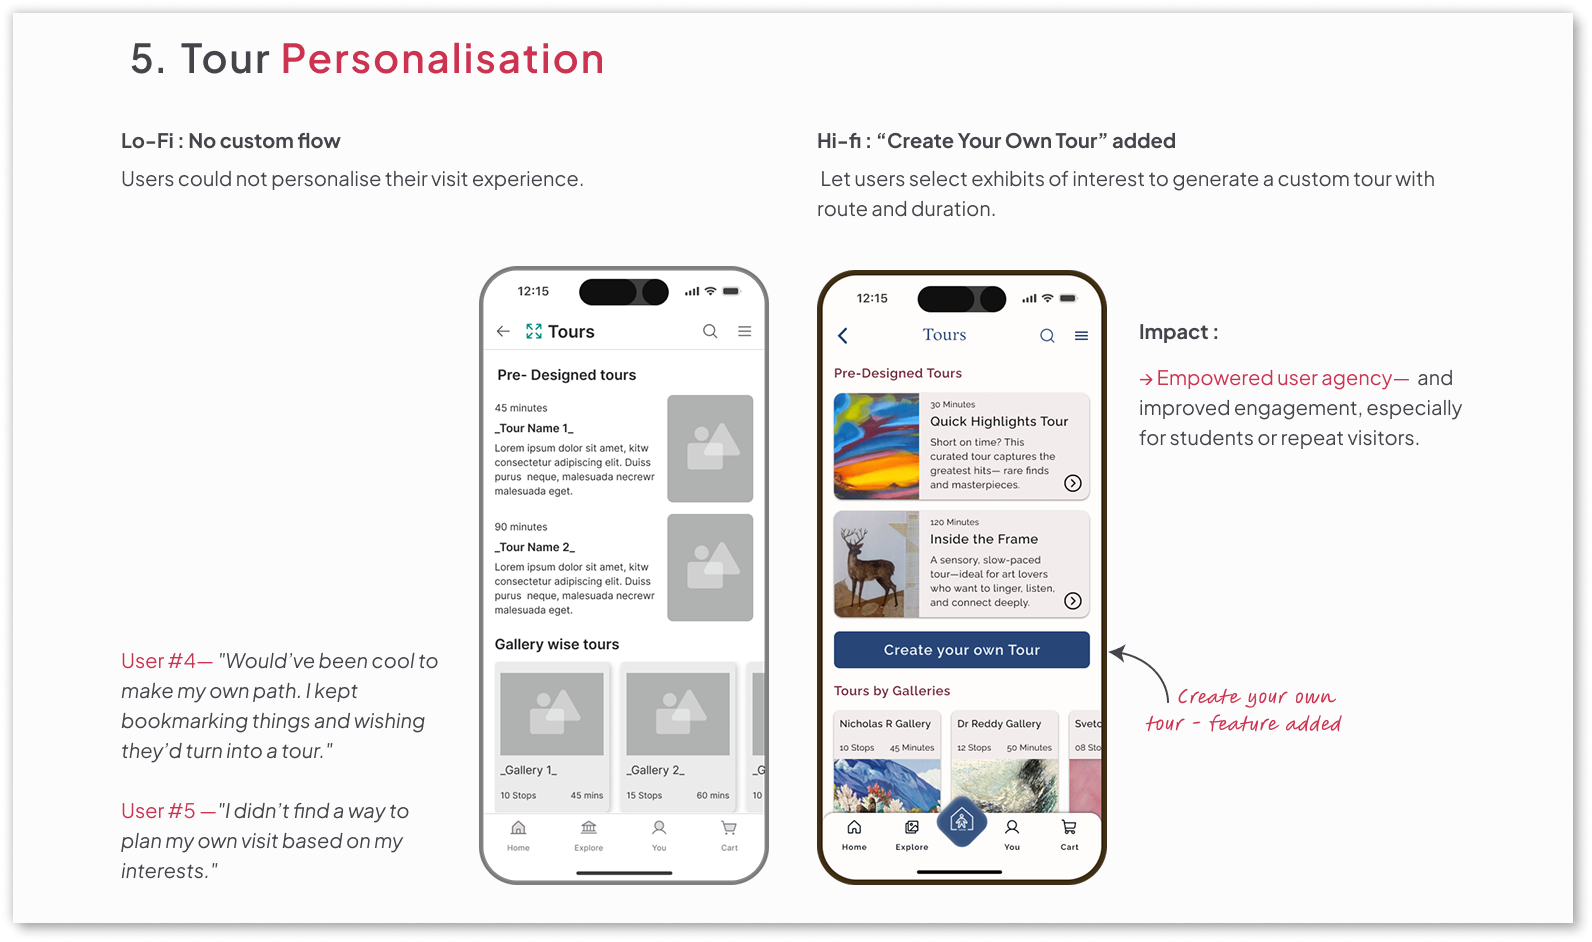 5. Tour Personalisation
Lo-Fi : No custom flow
Users could not personalise their visit experience.
Hi-fi : “Create Your Own Tour” added
Let users select exhibits of interest to generate a custom tour with
route and duration.
User #4— "Would’ve been cool to
make my own path. I kept
bookmarking things and wishing
they’d turn into a tour."
User #5 —"I didn’t find a way to
plan my own visit based on my
interests."
12:15
Tours
Pre- Designed tours
45 minutes
_Tour Name 1_
Lorem ipsum dolor sit amet, kitw
consectetur adipiscing elit. Duiss
purus neque, malesuada necrewr
malesuada eget.
90 minutes
_Tour Name 2_
Lorem ipsum dolor sit amet, kitw
consectetur adipiscing elit. Duiss
purus neque, malesuada necrewr
malesuada eget.
Gallery wise tours
_Gallery 1_
10 Stops 45 mins
_Gallery 2_
15 Stops 60 mins
_G
10
Home Explore You Cart
12:15
Tours
Pre-Designed Tours
30 Minutes
Quick Highlights Tour
Short on time? This
curated tour captures the
greatest hits— rare finds
and masterpieces.
120 Minutes
Inside the Frame
A sensory, slow-paced
tour—ideal for art lovers
who want to linger, listen,
and connect deeply.
Create your own Tour
Tours by Galleries
Nicholas R Gallery
10 Stops 45 Minutes
Dr Reddy Gallery
12 Stops 50 Minutes
Sveto
08 Sto
Home Explore You Cart
Impact :
→ Empowered user agency— and
improved engagement, especially
for students or repeat visitors.
Create your own
tour - feature added